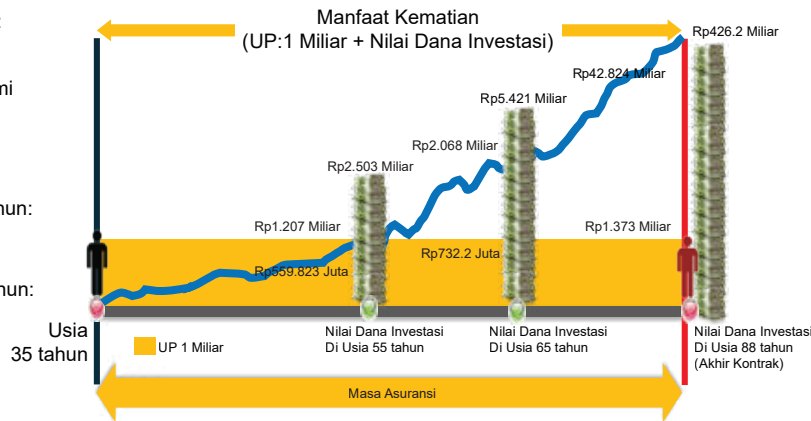 Manfaat Kematian
(UP:1 Miliar + Nilai Dana Investasi)
Rp426.2 Miliar
mi
Rp42.824 Miliar
Rp5.421 Miliar
Rp2.068 Miliar
Rp2.503 Miliar
hun:
Rp1.207 Miliar
Rp1.373 Miliar
Rp732.2 Juta
Rp559.823 Juta
hun:
Usia
35 tahun
UP 1 Miliar
Nilai Dana Investasi
Di Usia 55 tahun
Nilai Dana Investasi
Di Usia 65 tahun
Nilai Dana Investasi
Di Usia 88 tahun
(Akhir Kontrak)
Masa Asuransi